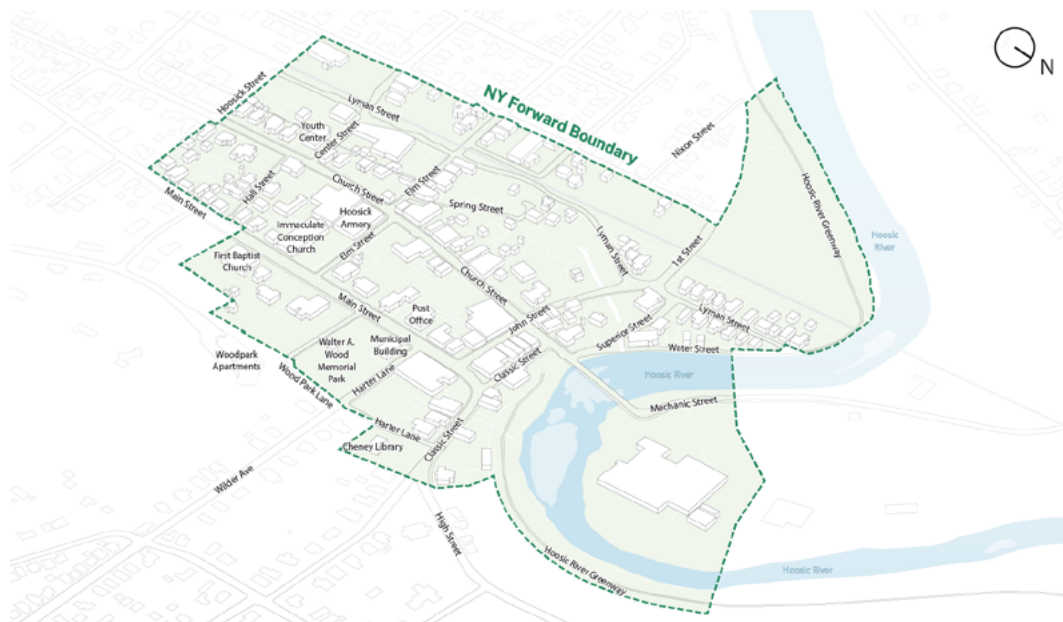 N
NY Forward Boundary
Hoosick Street
Lyman Street
Youth
Center
Center Street
Nixon Street
Hoosic River Greenway
Hall Street
Main Street
Church Street
Elm Street
Spring Street
Hoosick
Armory
Immaculate
Conception
Church
Elm Street
Lyman Street
1st Street
Hoosic
River
First Baptist
Church
Church Street
Main Street
Post
Office
John Street
Superior Street
Lyman Street
Municipal
Building
Walter A.
Wood
Memorial
Park
Water Street
Classic Street
Woodpark
Apartments
Wood Park Lane
Harter Lane
Hoosic River
Mechanic Street
Harter Lane
Classic Street
Cheney Library
Wilder Ave
High Street
Hoosic River Greenway
Hoosic River